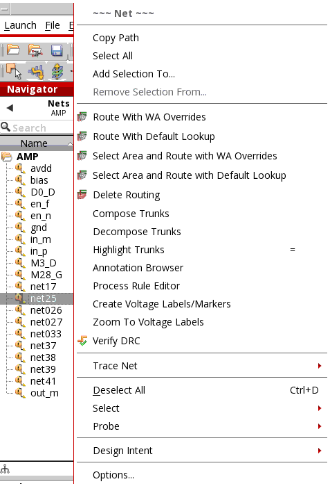 Launch File E
Navigator
Nets
AMP
Search
Name
AMP
avdd
bias
D0_D
en_f
en_n
gnd
in_m
in_p
M3_D
M28_G
net17
net25
net026
net027
net033
net37
net38
net39
net41
out_m
~~~ Net ~~~
Copy Path
Select All
Add Selection To...
Remove Selection From...
Route With WA Overrides
Route With Default Lookup
Select Area and Route with WA Overrides
Select Area and Route with Default Lookup
Delete Routing
Compose Trunks
Decompose Trunks
Highlight Trunks =
Annotation Browser
Process Rule Editor
Create Voltage Labels/Markers
Zoom To Voltage Labels
Verify DRC
Trace Net
Deselect All Ctrl+D
Select
Probe
Design Intent
Options...